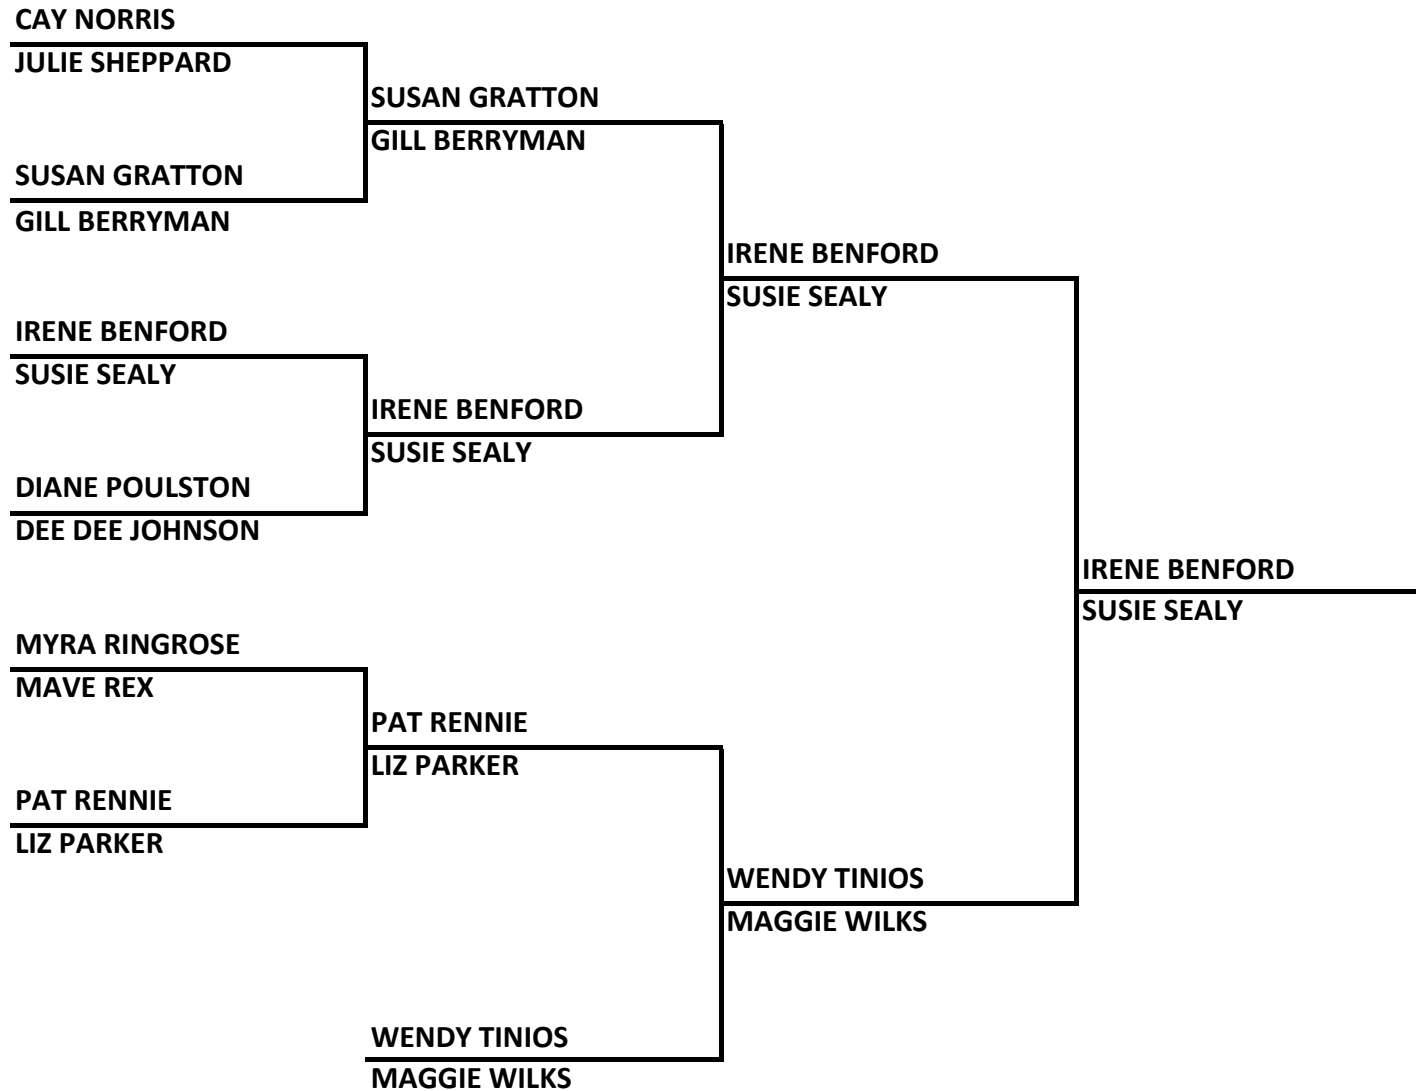 CAY NORRIS
JULIE SHEPPARD
SUSAN GRATTON
GILL BERRYMAN
SUSAN GRATTON
GILL BERRYMAN
IRENE BENFORD
SUSIE SEALY
IRENE BENFORD
SUSIE SEALY
IRENE BENFORD
SUSIE SEALY
DIANE POULSTON
DEE DEE JOHNSON
IRENE BENFORD
SUSIE SEALY
MYRA RINGROSE
MAVE REX
PAT RENNIE
LIZ PARKER
PAT RENNIE
LIZ PARKER
WENDY TINIOS
MAGGIE WILKS
WENDY TINIOS
MAGGIE WILKS